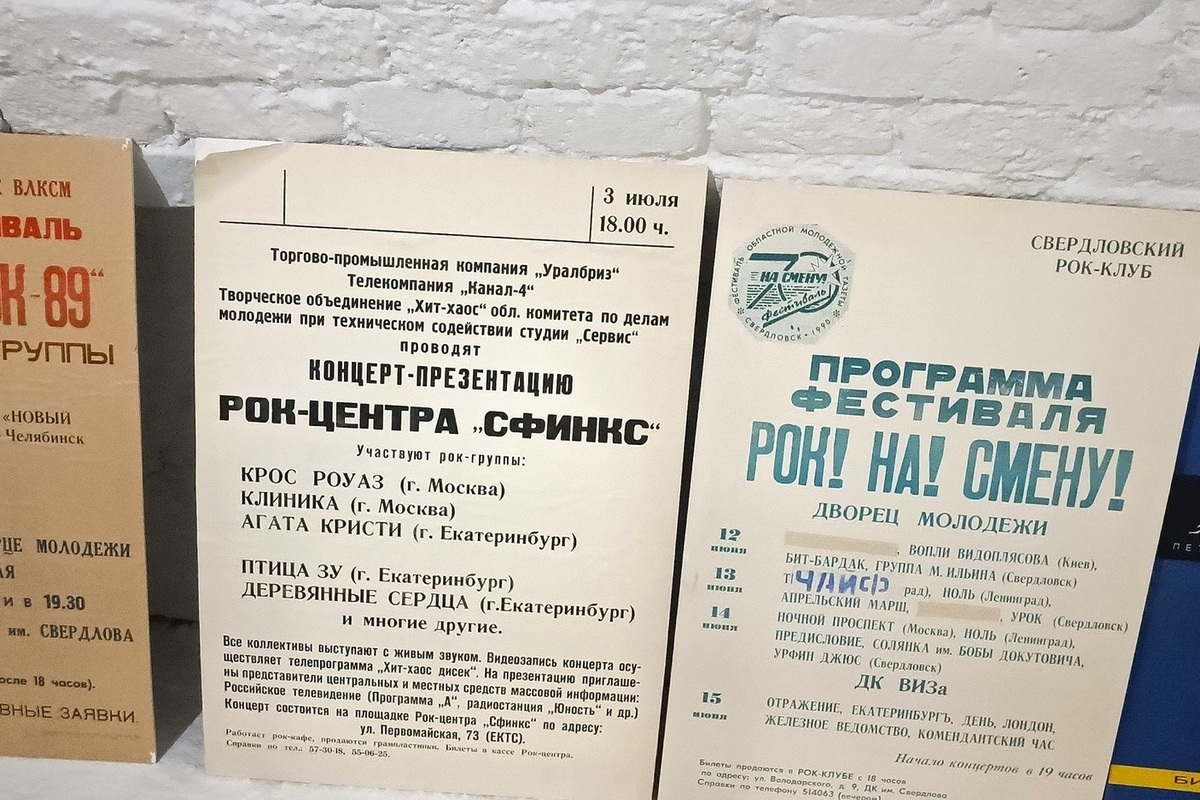 ВЛКСМ
-89“
ГРУППЫ
«НОВЫЙ
Челябинск
МОЛОДЕЖИ
и в 19.30
им. СВЕРДЛОВА
после 18 часов).
ЗАЯВКИ.
3 июля
18.00 ч.
Торгово-промышленная компания „Уралбриз“
Телекомпания „Канал-4“
Творческое объединение „Хит-хаос“ обл. комитета по делам
молодежи при техническом содействии студии „Сервис“
проводят
КОНЦЕРТ-ПРЕЗЕНТАЦИЮ
РОК-ЦЕНТРА „СФИНКС“
Участвуют рок-группы:
КРОС РОУАЗ (г. Москва)
КЛИНИКА (г. Москва)
АГАТА КРИСТИ (г. Екатеринбург)
ПТИЦА ЗУ (г. Екатеринбург)
ДЕРЕВЯННЫЕ СЕРДЦА (г.Екатеринбург)
и многие другие.
Все коллективы выступают с живым звуком. Видеозапись концерта осу-
ществляет телепрограмма „Хит-хаос дисек“. На презентацию приглаше-
ны представители центральных и местных средств массовой информации:
Российское телевидение (Программа „А“, радиостанция „Юность“ и др.)
Концерт состоится на площадке Рок-центра „Сфинкс“ по адресу:
ул. Первомайская, 73 (ЕКТС).
Работает рок-кафе, продаются грампластинки. Билеты в кассе Рок-центра.
Справки по тел.: 57-30-18, 55-06-25.
ФЕСТИВАЛЬ ОБЛАСТНОЙ МОЛОДЕЖНОЙ ГАЗЕТЫ
70
НА СМЕНУ!
фестиваль
СВЕРДЛОВСК • 1990
СВЕРДЛОВСКИЙ
РОК-КЛУБ
ПРОГРАММА
ФЕСТИВАЛЯ
РОК! НА! СМЕНУ!
ДВОРЕЦ МОЛОДЕЖИ
12 июня
, ВОПЛИ ВИДОПЛЯСОВА (Киев),
БИТ-БАРДАК, ГРУППА М. ИЛЬИНА (Свердловск)
13 июня
ЧАЙФ рад), НОЛЬ (Ленинград),
АПРЕЛЬСКИЙ МАРШ, , УРОК (Свердловск)
14 июня
НОЧНОЙ ПРОСПЕКТ (Москва), НОЛЬ (Ленинград),
ПРЕДИСЛОВИЕ, СОЛЯНКА им. БОБЫ ДОКУТОВИЧА,
УРФИН ДЖЮС (Свердловск)
ДК ВИЗа
15 июня
ОТРАЖЕНИЕ, ЕКАТЕРИНБУРГЪ, ДЕНЬ, ЛОНДОН,
ЖЕЛЕЗНОЕ ВЕДОМСТВО, КОМЕНДАНТСКИЙ ЧАС
Начало концертов в 19 часов
Билеты продаются в РОК-КЛУБЕ с 18 часов
по адресу: ул. Володарского, д. 9, ДК им. Свердлова
Справки по телефону 514063 (вечером)